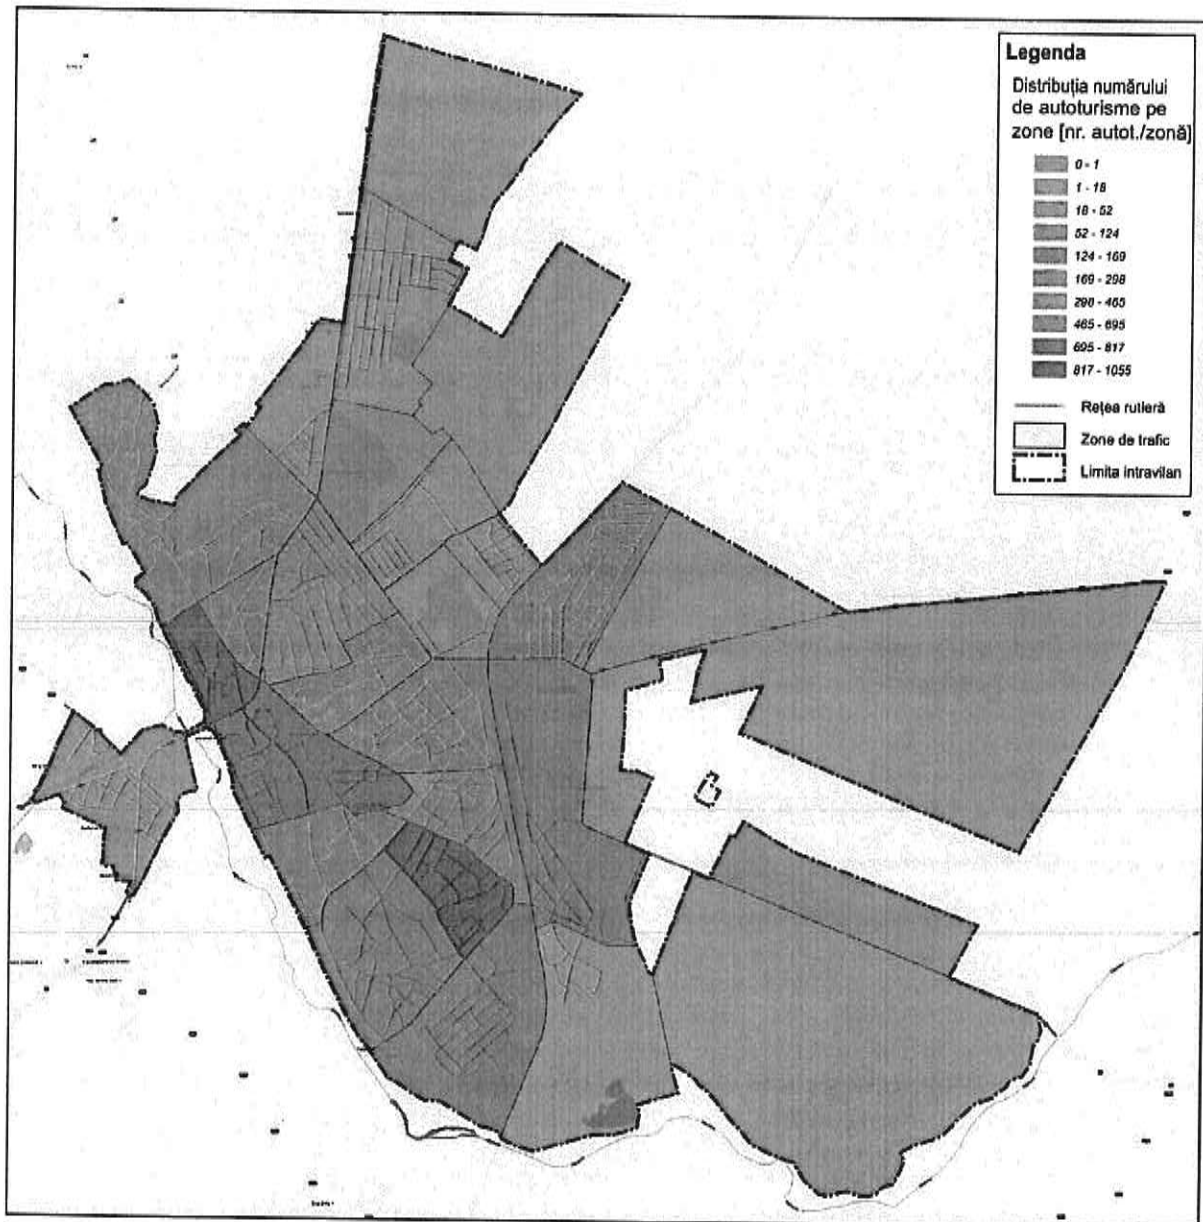 Legenda
Distribuția numărului
de autoturisme pe
zone [nr. autot./zonă]
0 - 1
1 - 18
18 - 52
52 - 124
124 - 169
169 - 298
298 - 465
465 - 695
695 - 817
817 - 1055
Rețea rutieră
Zone de trafic
Limita intravilan